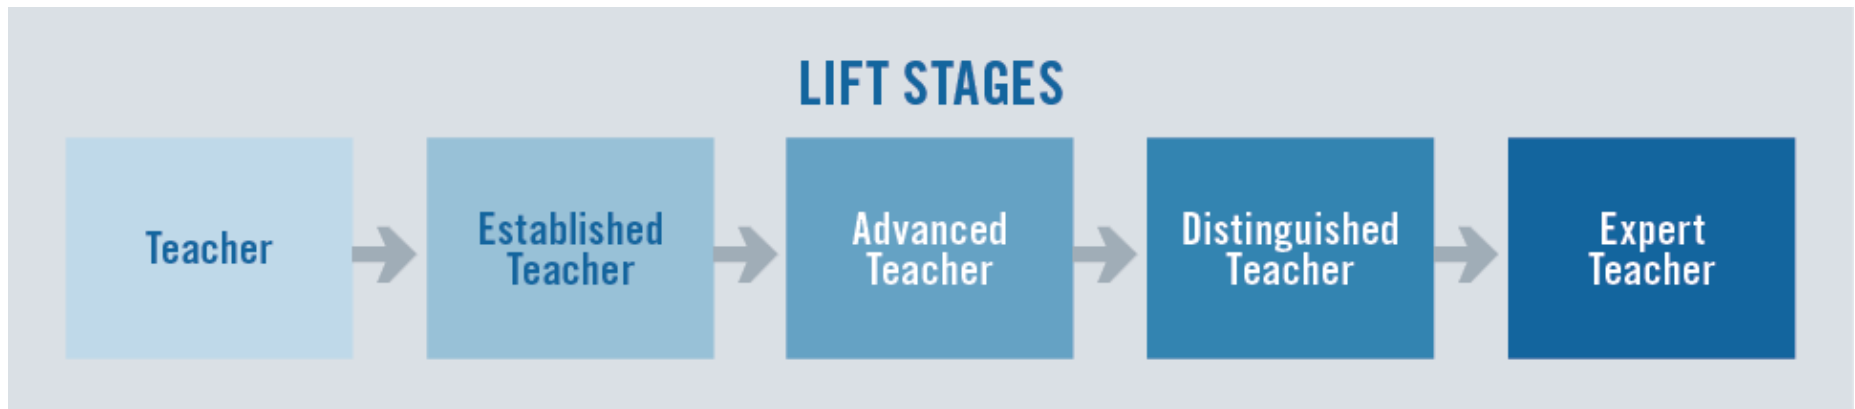 LIFT STAGES
Teacher
Established
Teacher
Advanced
Teacher
Distinguished
Teacher
Expert
Teacher